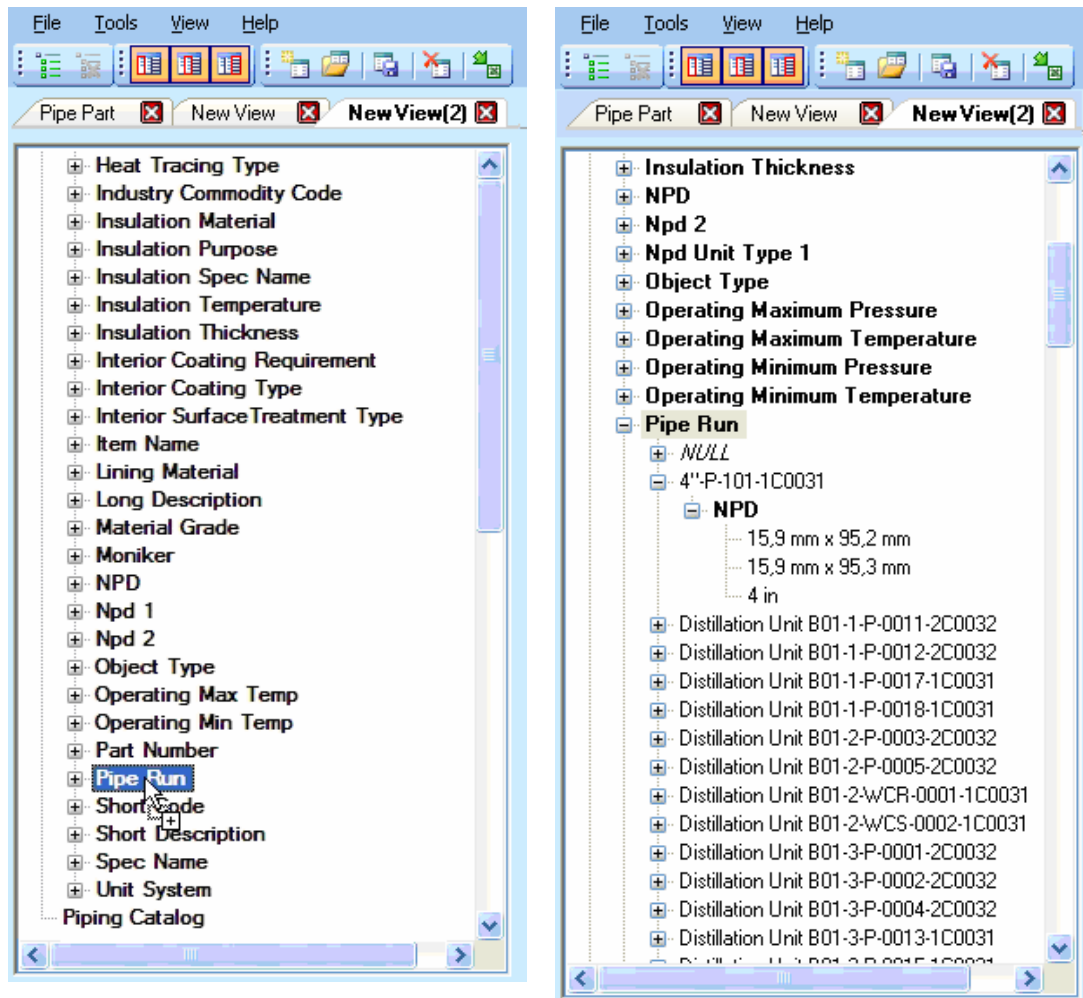 File Tools View Help
Pipe Part New View New View(2)
Heat Tracing Type
Industry Commodity Code
Insulation Material
Insulation Purpose
Insulation Spec Name
Insulation Temperature
Insulation Thickness
Interior Coating Requirement
Interior Coating Type
Interior Surface Treatment Type
Item Name
Lining Material
Long Description
Material Grade
Moniker
NPD
Npd 1
Npd 2
Object Type
Operating Max Temp
Operating Min Temp
Part Number
Pipe Run
Short Code
Short Description
Spec Name
Unit System
Piping Catalog
File Tools View Help
Pipe Part New View New View(2)
Insulation Thickness
NPD
Npd 2
Npd Unit Type 1
Object Type
Operating Maximum Pressure
Operating Maximum Temperature
Operating Minimum Pressure
Operating Minimum Temperature
Pipe Run
NULL
4"-P-101-1C0031
NPD
15,9 mm x 95,2 mm
15,9 mm x 95,3 mm
4 in
Distillation Unit B01-1-P-0011-2C0032
Distillation Unit B01-1-P-0012-2C0032
Distillation Unit B01-1-P-0017-1C0031
Distillation Unit B01-1-P-0018-1C0031
Distillation Unit B01-2-P-0003-2C0032
Distillation Unit B01-2-P-0005-2C0032
Distillation Unit B01-2-WCR-0001-1C0031
Distillation Unit B01-2-WCS-0002-1C0031
Distillation Unit B01-3-P-0001-2C0032
Distillation Unit B01-3-P-0002-2C0032
Distillation Unit B01-3-P-0004-2C0032
Distillation Unit B01-3-P-0013-1C0031